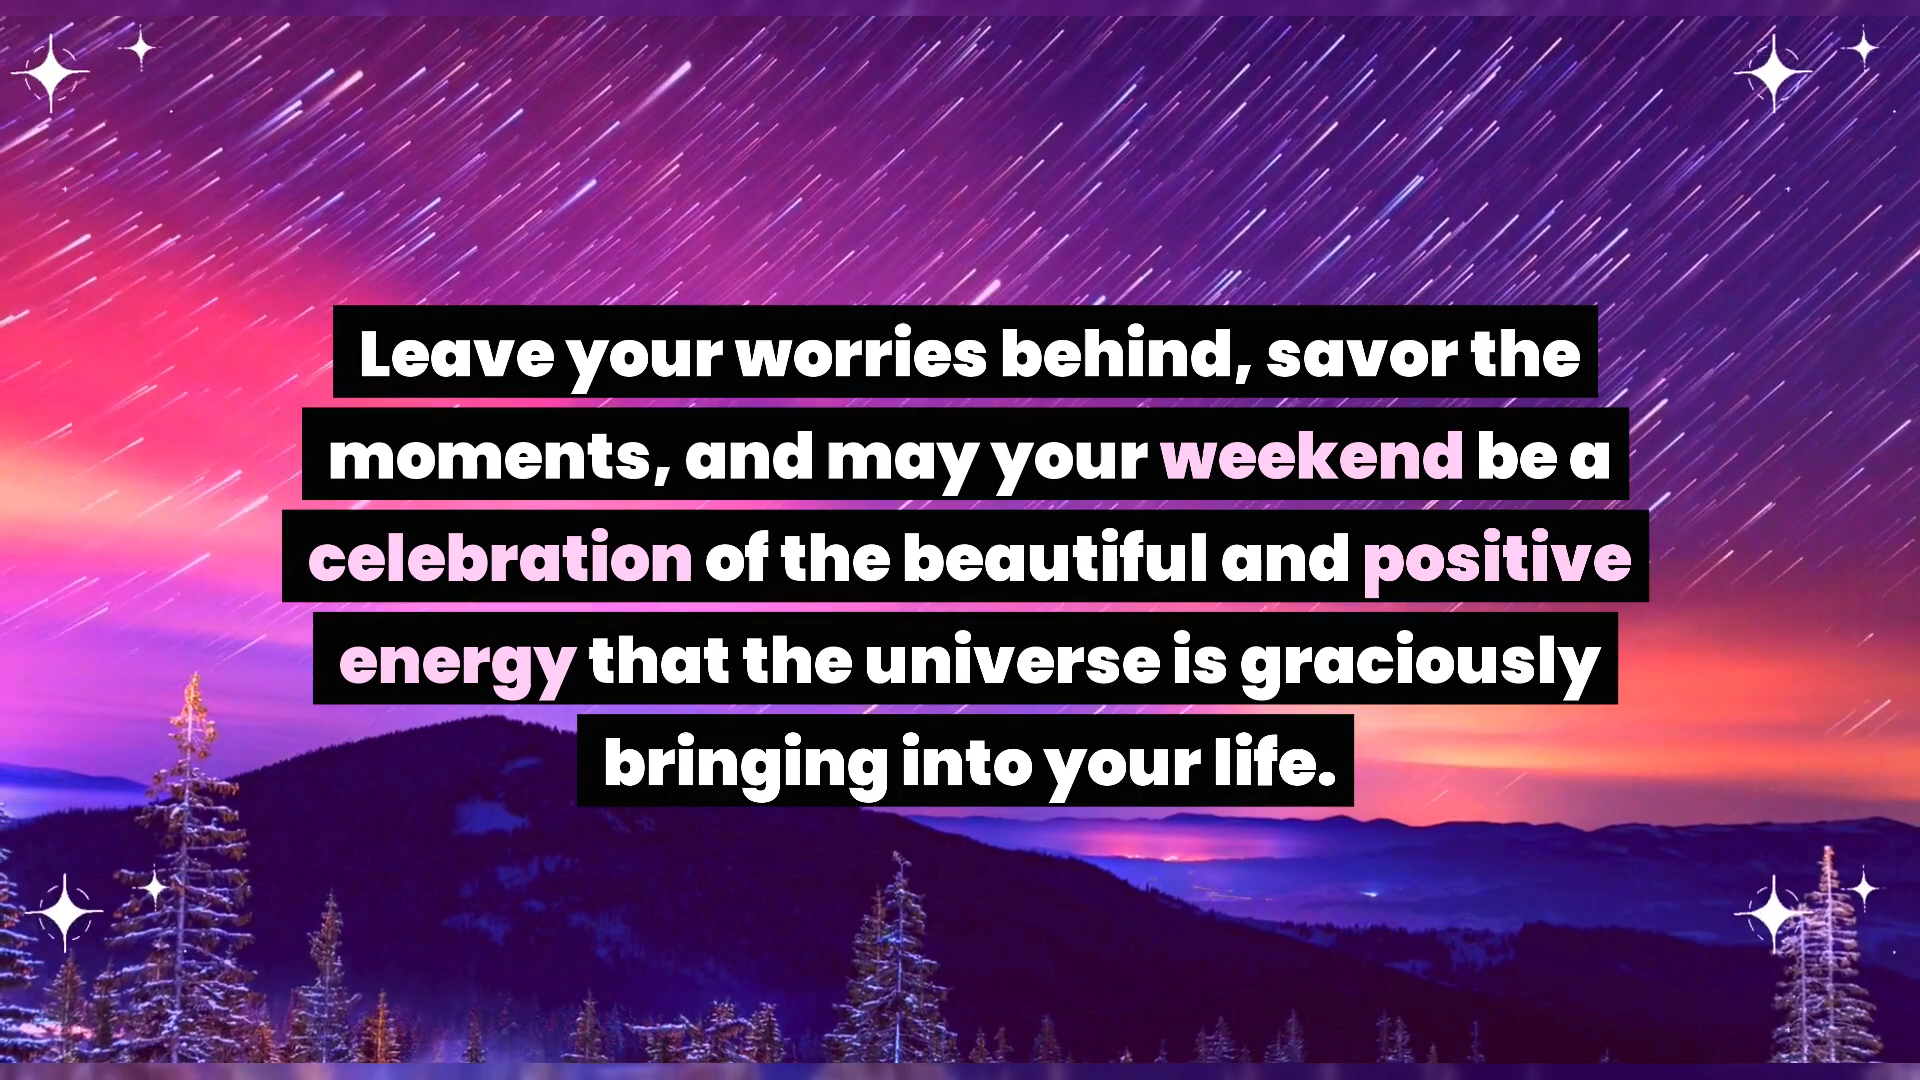 Leave your worries behind, savor the
moments, and may your weekend be a
celebration of the beautiful and positive
energy that the universe is graciously
bringing into your life.